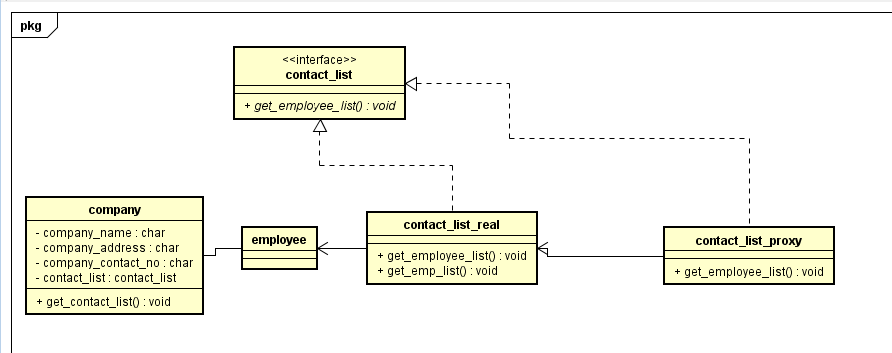 pkg
<<interface>>
contact_list
+ get_employee_list() : void
company
- company_name : char
- company_address : char
- company_contact_no : char
- contact_list : contact_list
+ get_contact_list() : void
employee
contact_list_real
+ get_employee_list() : void
+ get_emp_list() : void
contact_list_proxy
+ get_employee_list() : void